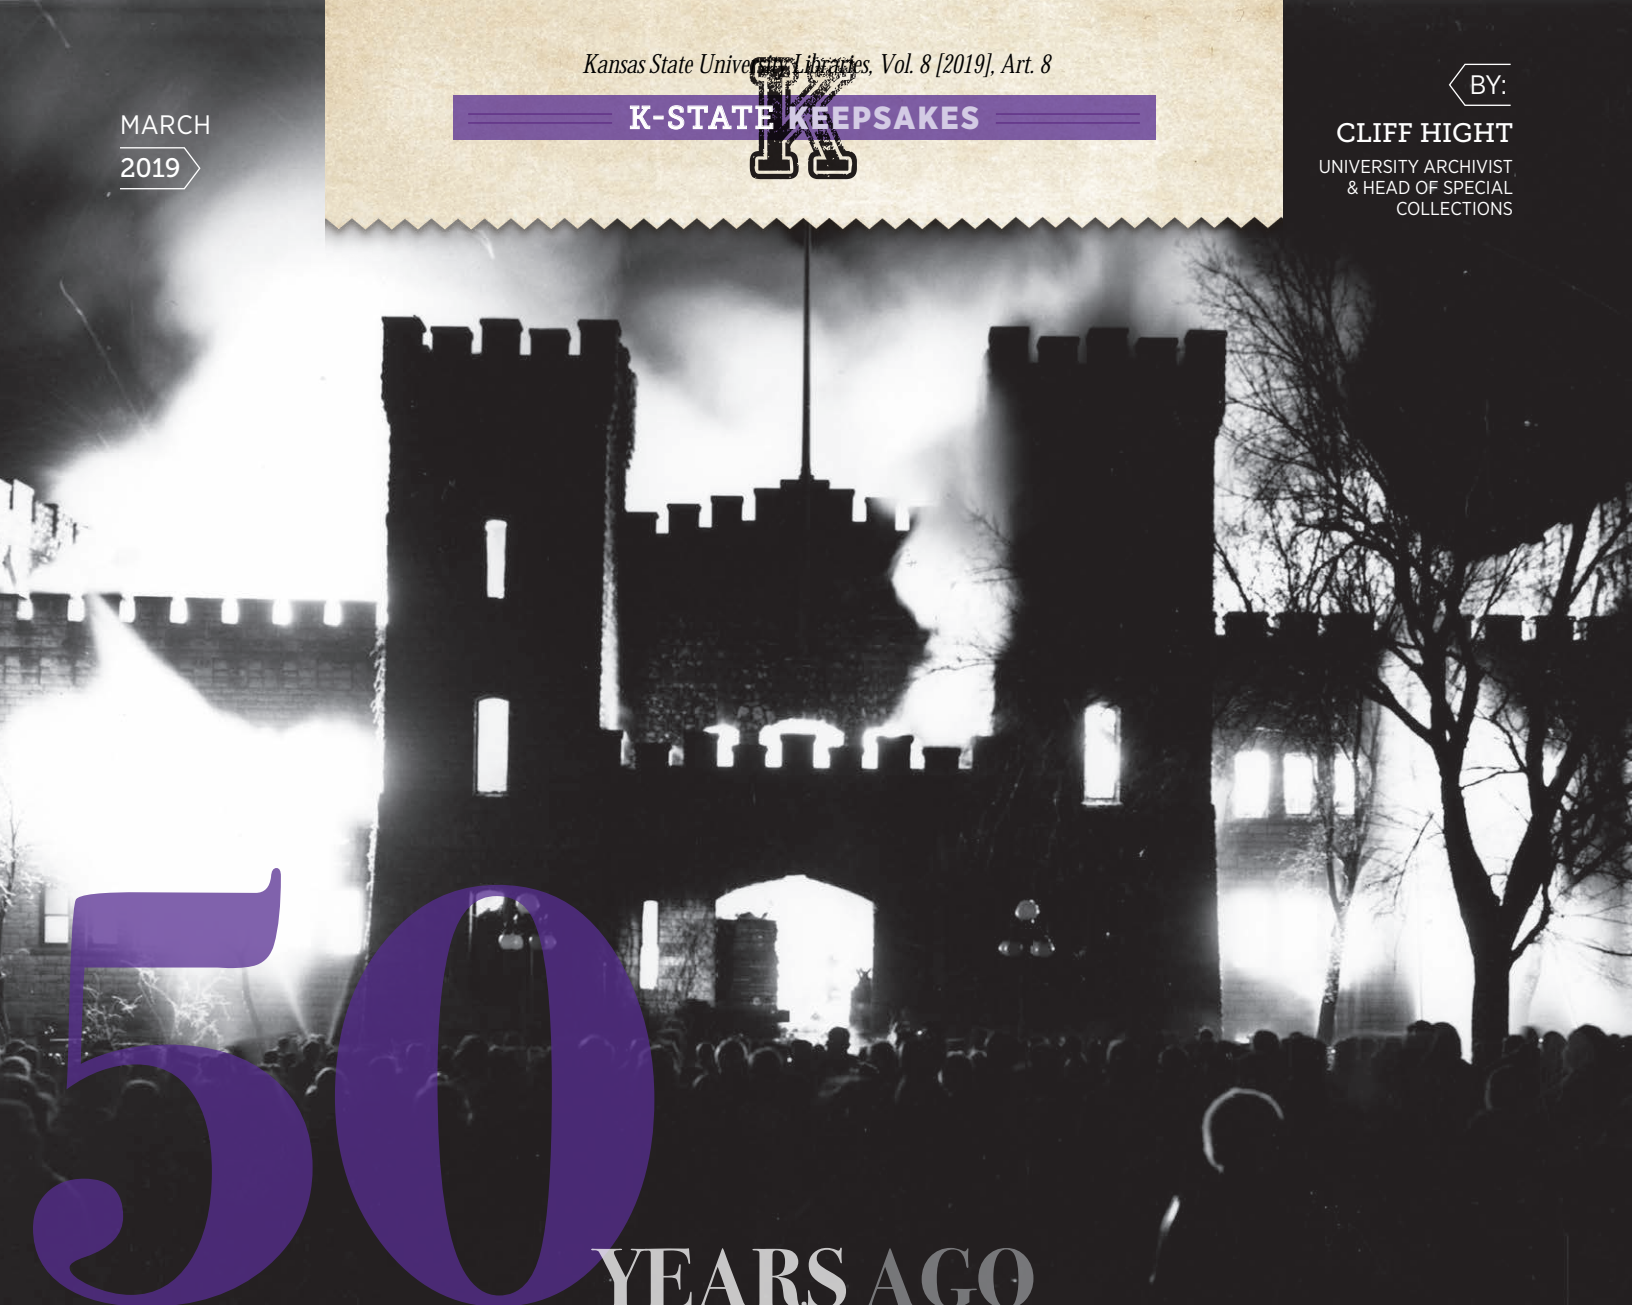 Kansas State University Libraries, Vol. 8 [2019], Art. 8
K
K-STATE KEEPSAKES
MARCH
2019
BY:
CLIFF HIGHT
UNIVERSITY ARCHIVIST
& HEAD OF SPECIAL
COLLECTIONS
50
YEARS AGO